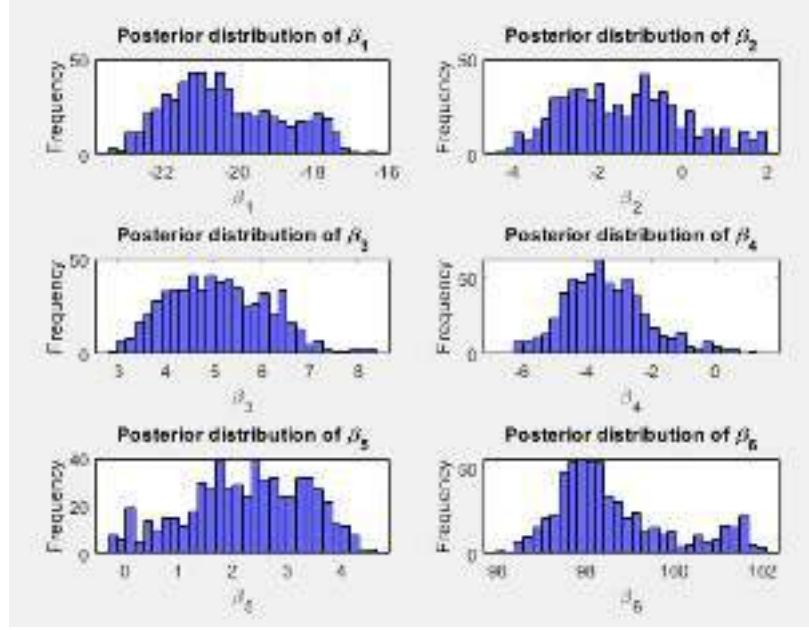 Posterior distribution of β1
Posterior distribution of β2
50
Frequency
0
-22 -20 -18 -16
β1
50
Frequency
0
-4 -2 0 2
β2
Posterior distribution of β3
Posterior distribution of β4
50
Frequency
0
3 4 5 6 7 8
β3
50
Frequency
0
-6 -4 -2 0
β4
Posterior distribution of β5
Posterior distribution of β6
40
20
Frequency
0
0 1 2 3 4
β5
50
Frequency
0
96 98 100 102
β6